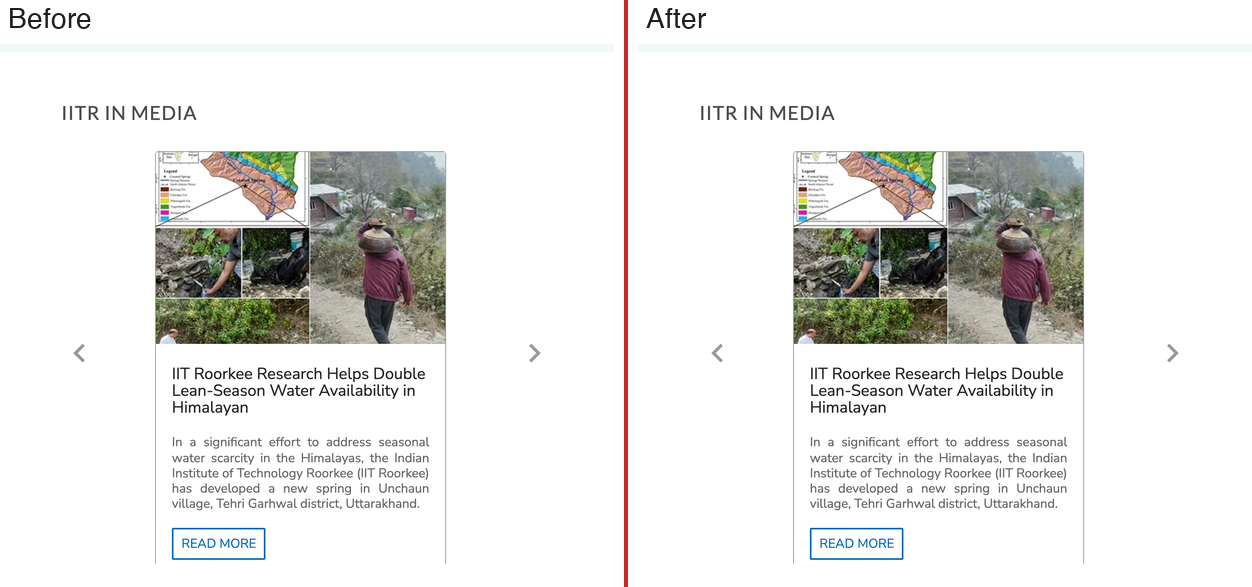 Before
IITR IN MEDIA
Legend
IIT Roorkee Research Helps Double
Lean-Season Water Availability in
Himalayan
In a significant effort to address seasonal
water scarcity in the Himalayas, the Indian
Institute of Technology Roorkee (IIT Roorkee)
has developed a new spring in Unchaun
village, Tehri Garhwal district, Uttarakhand.
READ MORE
After
IITR IN MEDIA
Legend
IIT Roorkee Research Helps Double
Lean-Season Water Availability in
Himalayan
In a significant effort to address seasonal
water scarcity in the Himalayas, the Indian
Institute of Technology Roorkee (IIT Roorkee)
has developed a new spring in Unchaun
village, Tehri Garhwal district, Uttarakhand.
READ MORE